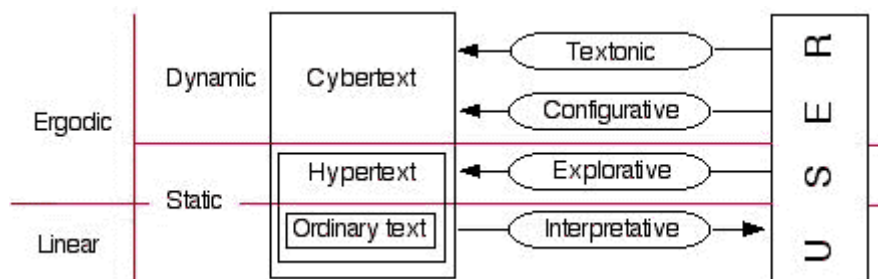 Textonic
Dynamic
Cybertext
Configurative
Ergodic
Explorative
Hypertext
Static
Ordinary text
Interpretative
Linear
USER